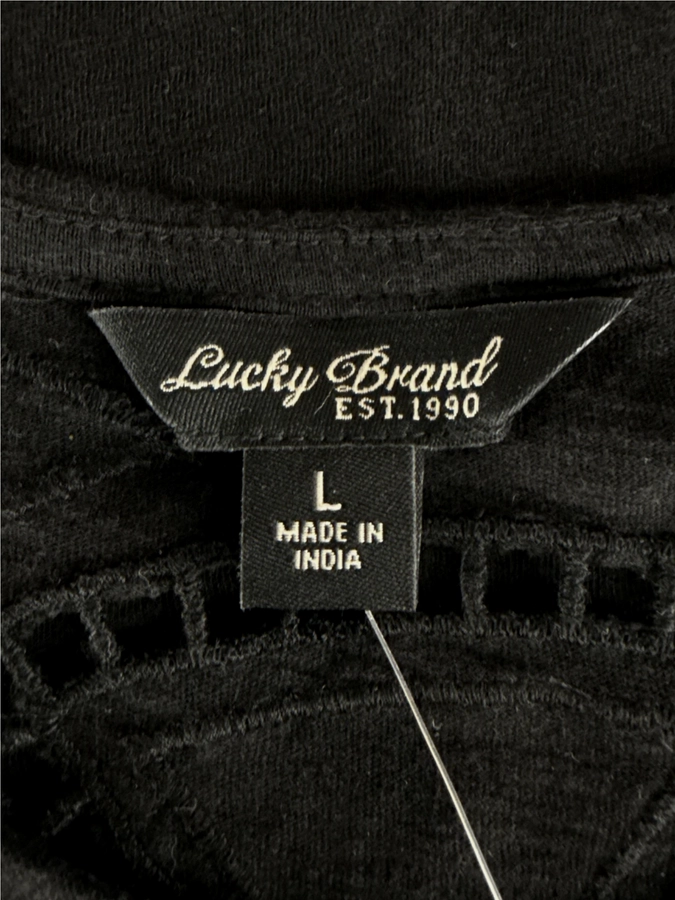 Lucky Brand
EST. 1990
L
MADE IN
INDIA